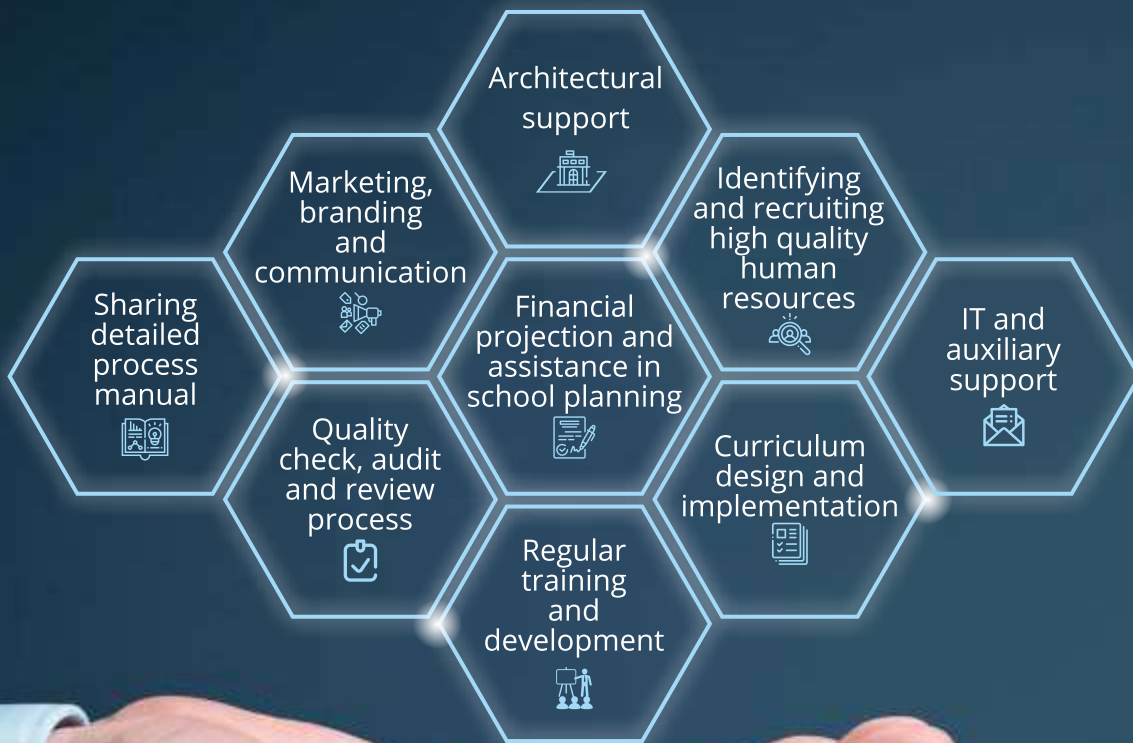 Architectural
support
Marketing,
branding
and
communication
Identifying
and recruiting
high quality
human
resources
Sharing
detailed
process
manual
Financial
projection and
assistance in
school planning
IT and
auxiliary
support
Quality
check, audit
and review
process
Curriculum
design and
implementation
Regular
training
and
development